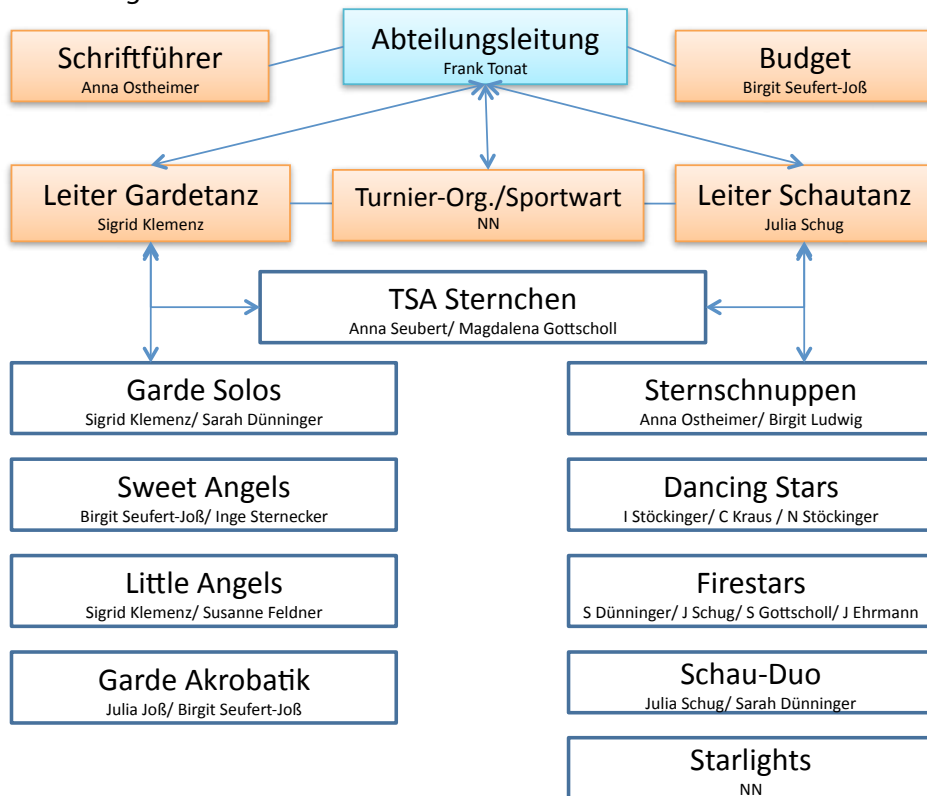 Schriftführer
Anna Ostheimer
Abteilungsleitung
Frank Tonat
Budget
Birgit Seufert-Joß
Leiter Gardetanz
Sigrid Klemenz
Turnier-Org./Sportwart
NN
Leiter Schautanz
Julia Schug
TSA Sternchen
Anna Seubert/ Magdalena Gottscholl
Garde Solos
Sigrid Klemenz/ Sarah Dünninger
Sternschnuppen
Anna Ostheimer/ Birgit Ludwig
Sweet Angels
Birgit Seufert-Joß/ Inge Sternecker
Dancing Stars
I Stöckinger/ C Kraus / N Stöckinger
Little Angels
Sigrid Klemenz/ Susanne Feldner
Firestars
S Dünninger/ J Schug/ S Gottscholl/ J Ehrmann
Garde Akrobatik
Julia Joß/ Birgit Seufert-Joß
Schau-Duo
Julia Schug/ Sarah Dünninger
Starlights
NN